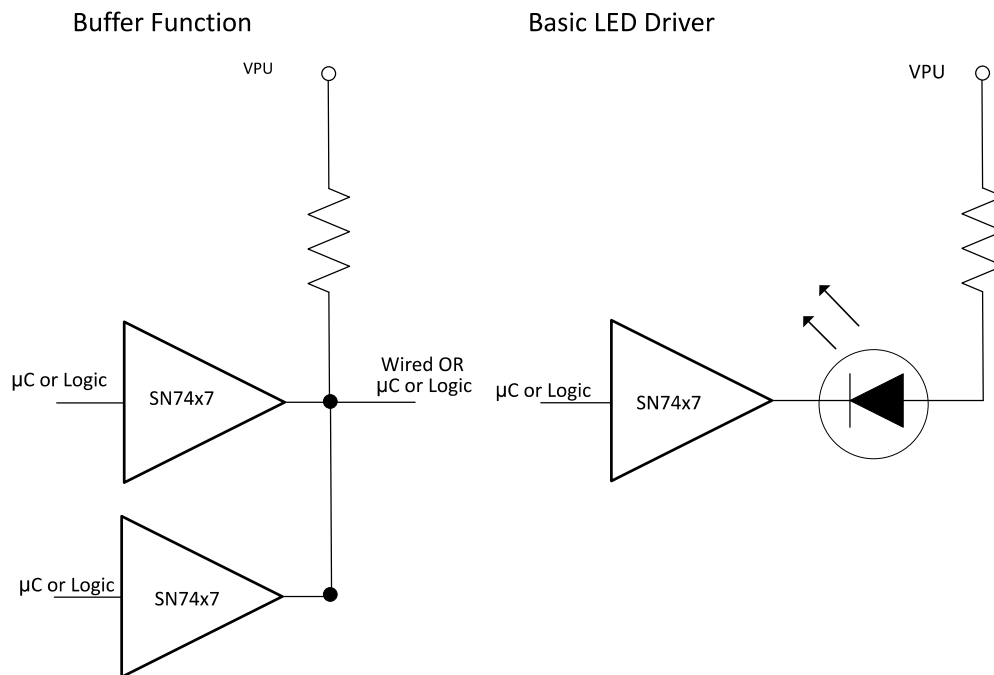 Buffer Function
VPU
µC or Logic
SN74x7
Wired OR
µC or Logic
µC or Logic
SN74x7
Basic LED Driver
VPU
µC or Logic
SN74x7